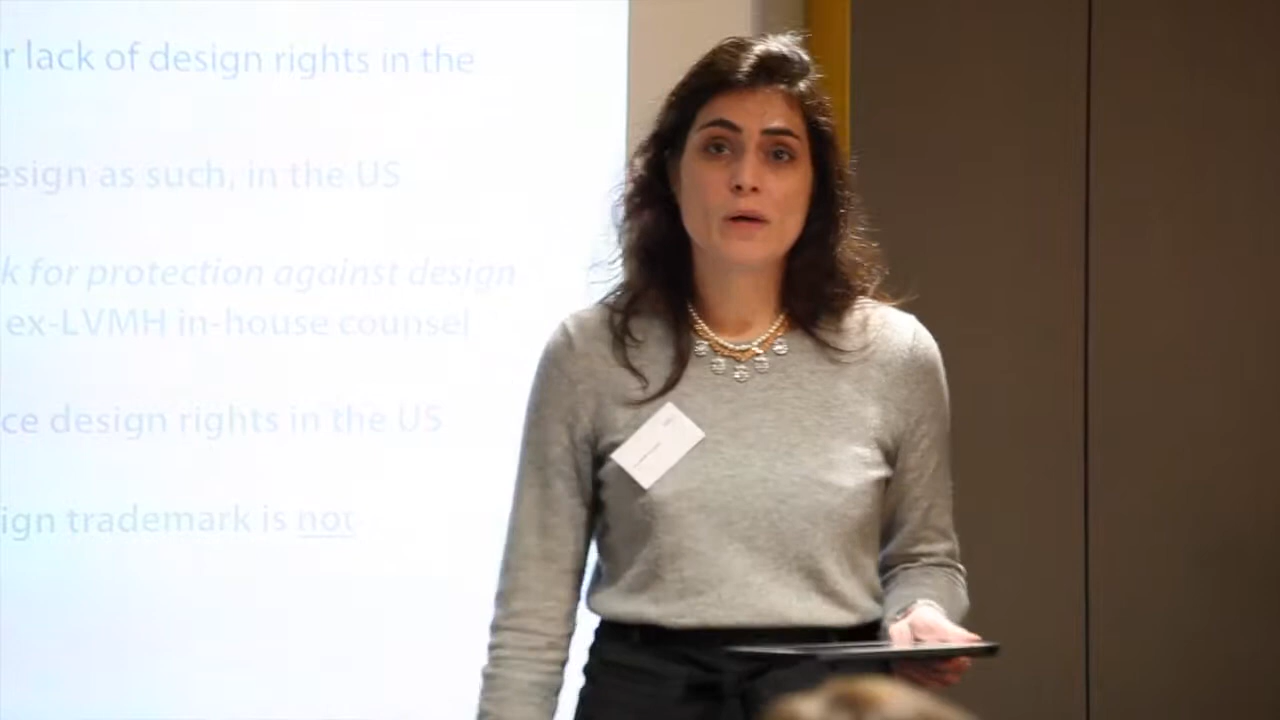 r lack of design rights in the
esign as such, in the US
k for protection against design
ex-LVMH in-house counsel
ce design rights in the US
ign trademark is not